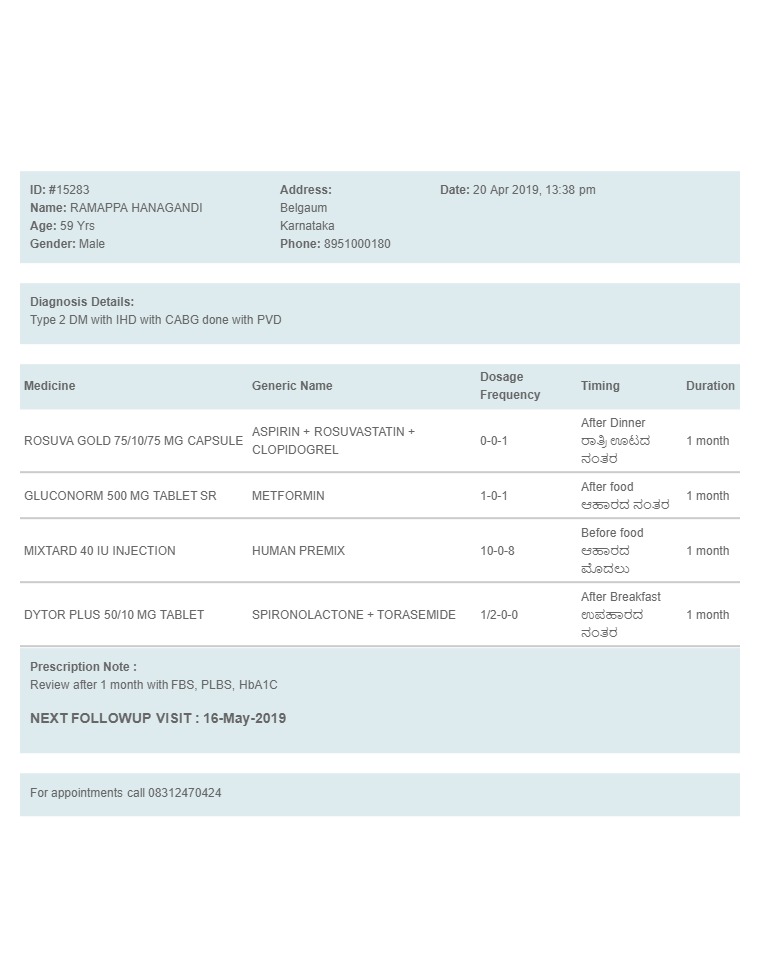 ID: #15283
Name: RAMAPPA HANAGANDI
Age: 59 Yrs
Gender: Male
Address:
Belgaum
Karnataka
Phone: 8951000180
Date: 20 Apr 2019, 13:38 pm
Diagnosis Details:
Type 2 DM with IHD with CABG done with PVD
Medicine
Generic Name
Dosage
Frequency
Timing
Duration
ROSUVA GOLD 75/10/75 MG CAPSULE
ASPIRIN + ROSUVASTATIN +
CLOPIDOGREL
0-0-1
After Dinner
ರಾತ್ರಿ ಊಟದ
ನಂತರ
1 month
GLUCONORM 500 MG TABLET SR
METFORMIN
1-0-1
After food
ಆಹಾರದ ನಂತರ
1 month
MIXTARD 40 IU INJECTION
HUMAN PREMIX
10-0-8
Before food
ಆಹಾರದ
ಮೊದಲು
1 month
DYTOR PLUS 50/10 MG TABLET
SPIRONOLACTONE + TORASEMIDE
1/2-0-0
After Breakfast
ಉಪಹಾರದ
ನಂತರ
1 month
Prescription Note :
Review after 1 month with FBS, PLBS, HbA1C
NEXT FOLLOWUP VISIT : 16-May-2019
For appointments call 08312470424